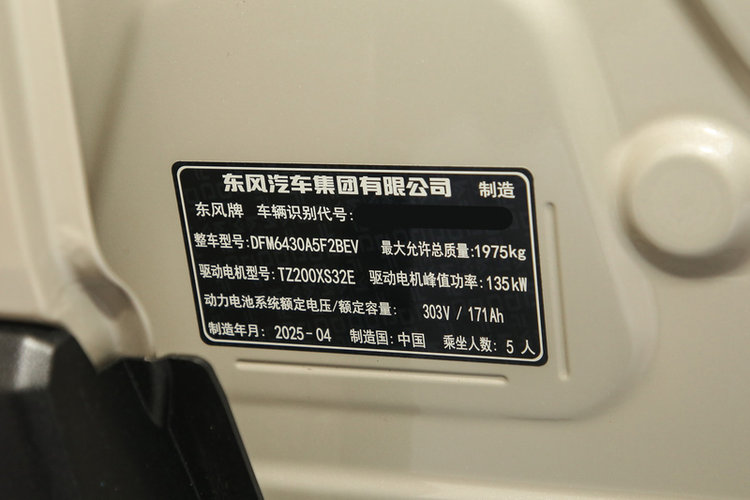 东风汽车集团有限公司 制造
东风牌 车辆识别代号:
整车型号:DFM6430A5F2BEV 最大允许总质量:1975kg
驱动电机型号:TZ200XS32E 驱动电机峰值功率:135kW
动力电池系统额定电压/额定容量: 303V / 171Ah
制造年月: 2025-04 制造国: 中国 乘坐人数: 5 人